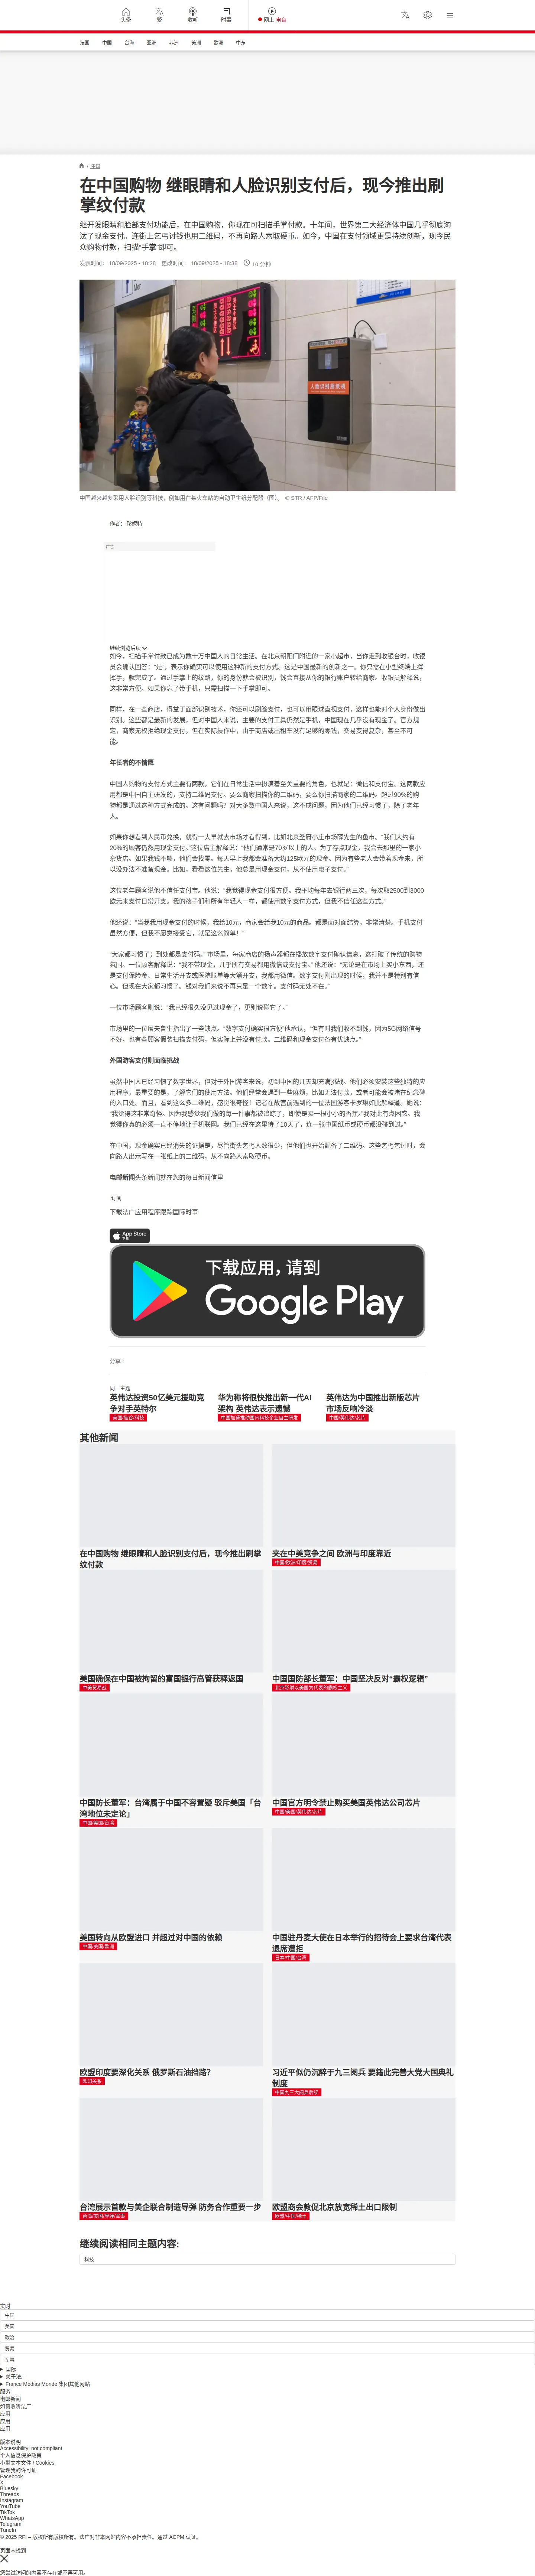 头条
繁
收听
时事
网上 电台
法国
中国
台海
亚洲
非洲
美洲
欧洲
中东
/ 中国
在中国购物 继眼睛和人脸识别支付后，现今推出刷掌纹付款
继开发眼睛和脸部支付功能后，在中国购物，你现在可扫描手掌付款。十年间，世界第二大经济体中国几乎彻底淘汰了现金支付。连街上乞丐讨钱也用二维码，不再向路人索取硬币。如今，中国在支付领域更是持续创新，现今民众购物付款，扫描“手掌”即可。
发表时间： 18/09/2025 - 18:28 更改时间： 18/09/2025 - 18:38 10 分钟
人脸识别取纸机
中国越来越多采用人脸识别等科技，例如用在某火车站的自动卫生纸分配器（图）。 © STR / AFP/File
作者： 珍妮特
广告
继续浏览后续
如今，扫描手掌付款已成为数十万中国人的日常生活。在北京朝阳门附近的一家小超市，当你走到收银台时，收银员会确认回答：“是”，表示你确实可以使用这种新的支付方式。这是中国最新的创新之一。你只需在小型终端上挥挥手，就完成了。通过手掌上的纹路，你的身份就会被识别，钱会直接从你的银行账户转给商家。收银员解释说，这非常方便。如果你忘了带手机，只需扫描一下手掌即可。
同样，在一些商店，得益于面部识别技术，你还可以刷脸支付，也可以用眼球直视支付，这样也能对个人身份做出识别。这些都是最新的发展。但对中国人来说，主要的支付工具仍然是手机，中国现在几乎没有现金了。官方规定，商家无权拒绝现金支付，但在实际操作中，由于商店或出租车没有足够的零钱，交易变得复杂，甚至不可能。
年长者的不情愿
中国人购物的支付方式主要有两款，它们在日常生活中扮演着至关重要的角色，也就是：微信和支付宝。这两款应用都是中国自主研发的，支持二维码支付。要么商家扫描你的二维码，要么你扫描商家的二维码。超过90%的购物都是通过这种方式完成的。这有问题吗？对大多数中国人来说，这不成问题，因为他们已经习惯了，除了老年人。
如果你想看到人民币兑换，就得一大早就去市场才看得到，比如北京圣府小庄市场薛先生的鱼市。“我们大约有20%的顾客仍然用现金支付。”这位店主解释说：“他们通常是70岁以上的人。为了存点现金，我会去那里的一家小杂货店。如果我钱不够，他们会找零。每天早上我都会准备大约125欧元的现金。因为有些老人会带着现金来，所以没办法不准备现金。比如，看着这位先生，他总是用现金支付，从不使用电子支付。”
这位老年顾客说他不信任支付宝。他说：“我觉得现金支付很方便。我平均每年去银行两三次，每次取2500到3000欧元来支付日常开支。我的孩子们和所有年轻人一样，都使用数字支付方式，但我不信任这些方式。”
他还说：“当我我用现金支付的时候，我给10元，商家会给我10元的商品。都是面对面结算，非常清楚。手机支付虽然方便，但我不愿意接受它，就是这么简单！”
“大家都习惯了；到处都是支付码。” 市场里，每家商店的扬声器都在播放数字支付确认信息，这打破了传统的购物氛围。一位顾客解释说：“我不带现金，几乎所有交易都用微信或支付宝。” 他还说：“无论是在市场上买小东西，还是支付保险金、日常生活开支或医院账单等大额开支，我都用微信。数字支付刚出现的时候，我并不是特别有信心。但现在大家都习惯了。钱对我们来说不再只是一个数字。支付码无处不在。”
一位市场顾客则说：“我已经很久没见过现金了，更别说碰它了。”
市场里的一位屠夫鲁生指出了一些缺点。“数字支付确实很方便”他承认，“但有时我们收不到钱，因为5G网络信号不好，也有些顾客假装扫描支付码，但实际上并没有付款。二维码和现金支付各有优缺点。”
外国游客支付则面临挑战
虽然中国人已经习惯了数字世界，但对于外国游客来说，初到中国的几天却充满挑战。他们必须安装这些独特的应用程序，最重要的是，了解它们的使用方法。他们经常会遇到一些麻烦，比如无法付款，或者可能会被堵在纪念碑的入口处。而且，看到这么多二维码，感觉很奇怪！记者在故宫前遇到的一位法国游客卡罗琳如此解释道。她说：“我觉得这非常奇怪。因为我感觉我们做的每一件事都被追踪了，即使是买一根小小的香蕉。”我对此有点困惑。我觉得你真的必须一直不停地让手机联网。我们已经在这里待了10天了，连一张中国纸币或硬币都没碰到过。”
在中国，现金确实已经消失的证据是，尽管街头乞丐人数很少，但他们也开始配备了二维码。这些乞丐乞讨时，会向路人出示写在一张纸上的二维码，从不向路人索取硬币。
电邮新闻头条新闻就在您的每日新闻信里
订阅
下载法广应用程序跟踪国际时事
App Store
下载应用，请到
Google Play
分享 :
同一主题
英伟达投资50亿美元援助竞争对手英特尔
美国/硅谷/科技
华为称将很快推出新一代AI架构 英伟达表示遗憾
中国加速推动国内科技企业自主研发
英伟达为中国推出新版芯片 市场反响冷淡
中国/英伟达/芯片
其他新闻
在中国购物 继眼睛和人脸识别支付后，现今推出刷掌纹付款
夹在中美竞争之间 欧洲与印度靠近
中国/欧洲/印度/贸易
美国确保在中国被拘留的富国银行高管获释返国
中美贸易战
中国国防部长董军：中国坚决反对“霸权逻辑”
北京影射以美国为代表的霸权主义
中国防长董军：台湾属于中国不容置疑 驳斥美国「台湾地位未定论」
中国/美国/台湾
中国官方明令禁止购买美国英伟达公司芯片
中国/美国/英伟达/芯片
美国转向从欧盟进口 并超过对中国的依赖
中国/美国/欧洲
中国驻丹麦大使在日本举行的招待会上要求台湾代表退席遭拒
日本/中国/台湾
欧盟印度要深化关系 俄罗斯石油挡路?
欧印关系
习近平似仍沉醉于九三阅兵 要籍此完善大党大国典礼制度
中国九三大阅兵后续
台湾展示首款与美企联合制造导弹 防务合作重要一步
台湾/美国/导弹/军事
欧盟商会敦促北京放宽稀土出口限制
欧盟/中国/稀土
继续阅读相同主题内容:
科技
实时
中国
美国
政治
贸易
军事
国际
关于法广
France Médias Monde 集团其他网站
服务
电邮新闻
如何收听法广
应用
应用
应用
版本说明
Accessibility: not compliant
个人信息保护政策
小型文本文件 / Cookies
管理我的许可证
Facebook
X
Bluesky
Threads
Instagram
YouTube
TikTok
WhatsApp
Telegram
TuneIn
© 2025 RFI – 版权所有版权所有。法广对非本网站内容不承担责任。通过 ACPM 认证。
页面未找到
您尝试访问的内容不存在或不再可用。